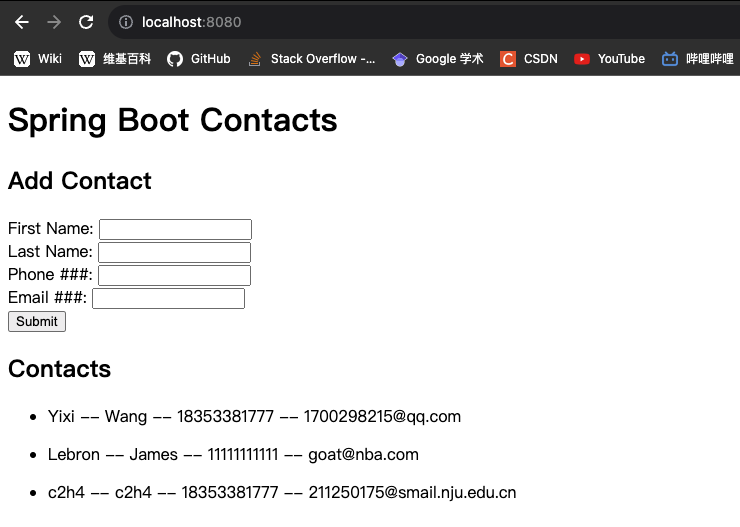 localhost:8080
Wiki 维基百科 GitHub Stack Overflow -... Google 学术 CSDN YouTube 哔哩哔哩
Spring Boot Contacts
Add Contact
First Name:
Last Name:
Phone ###:
Email ###:
Submit
Contacts
Yixi -- Wang -- 18353381777 -- 1700298215@qq.com
Lebron -- James -- 11111111111 -- goat@nba.com
c2h4 -- c2h4 -- 18353381777 -- 211250175@smail.nju.edu.cn